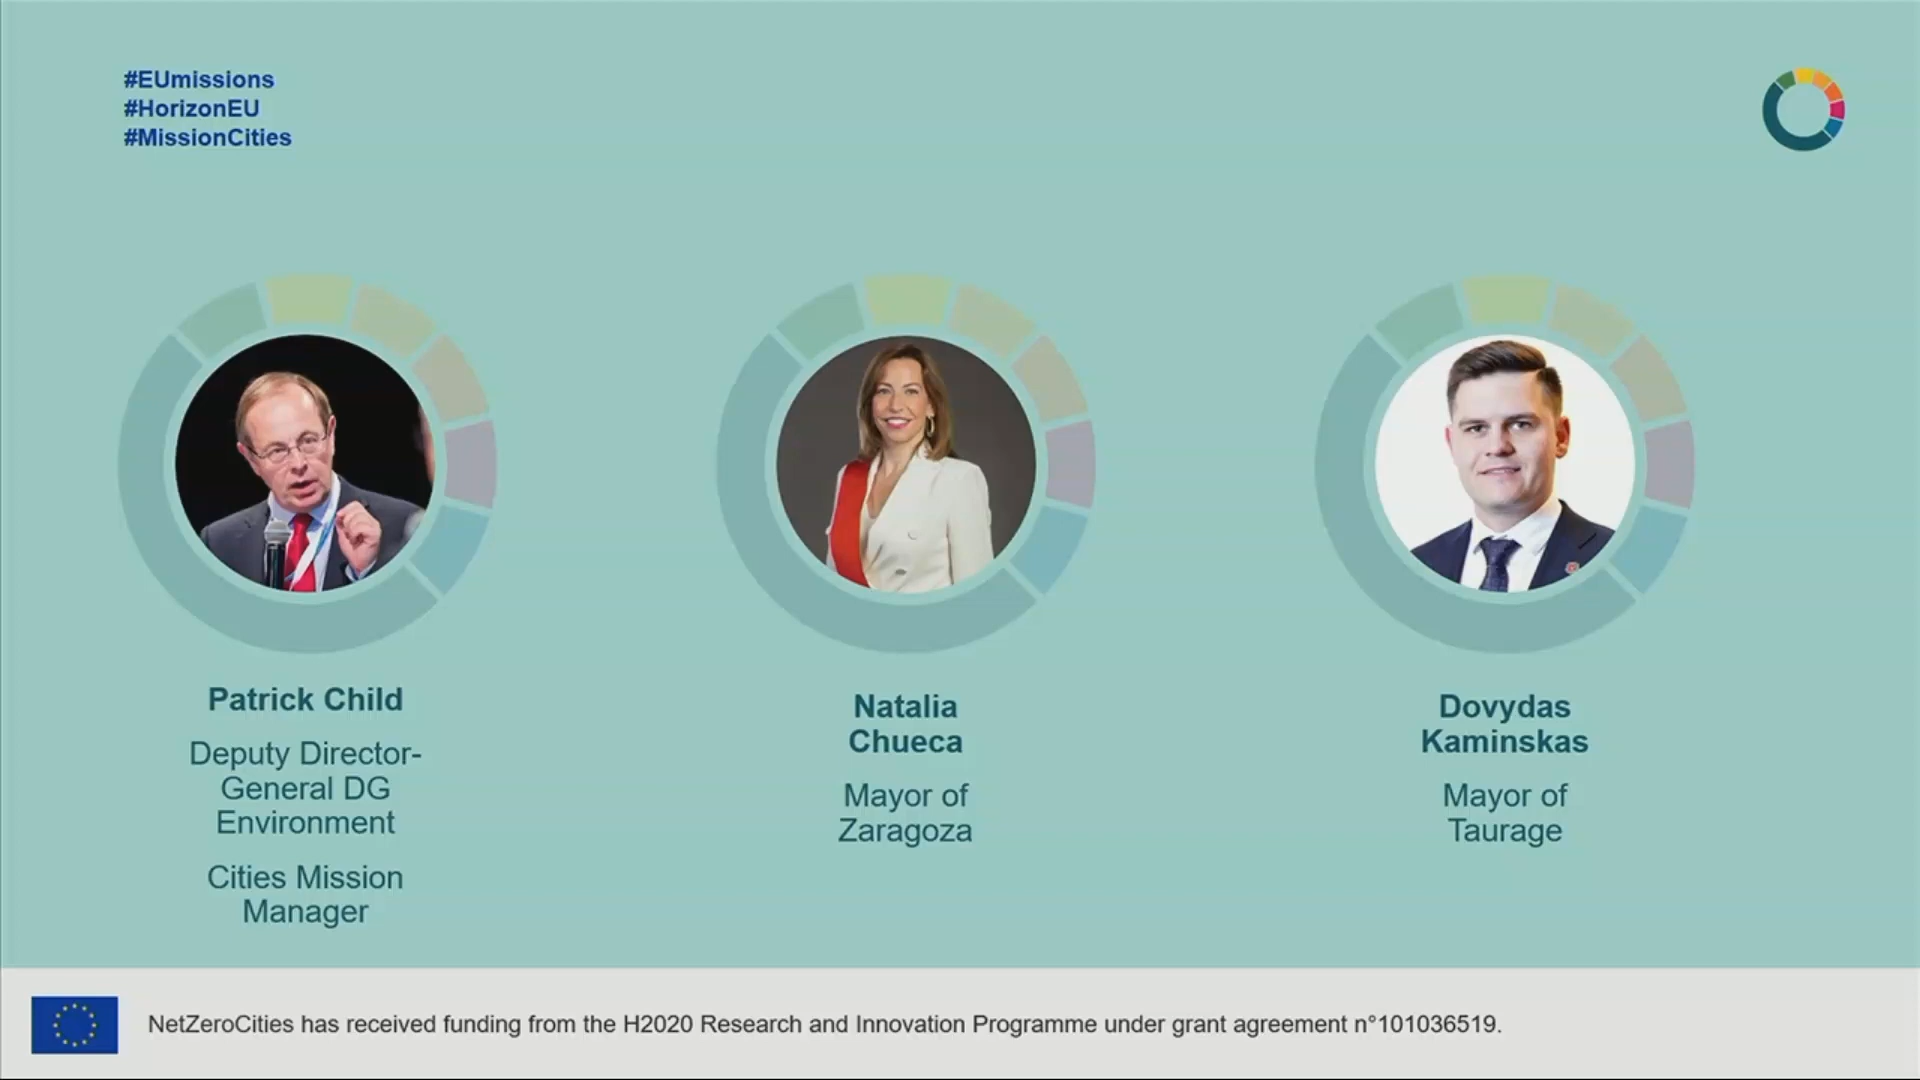 #EUmissions
#HorizonEU
#MissionCities
Patrick Child
Deputy Director-
General DG
Environment
Cities Mission
Manager
Natalia
Chueca
Mayor of
Zaragoza
Dovydas
Kaminskas
Mayor of
Taurage
NetZeroCities has received funding from the H2020 Research and Innovation Programme under grant agreement n°101036519.